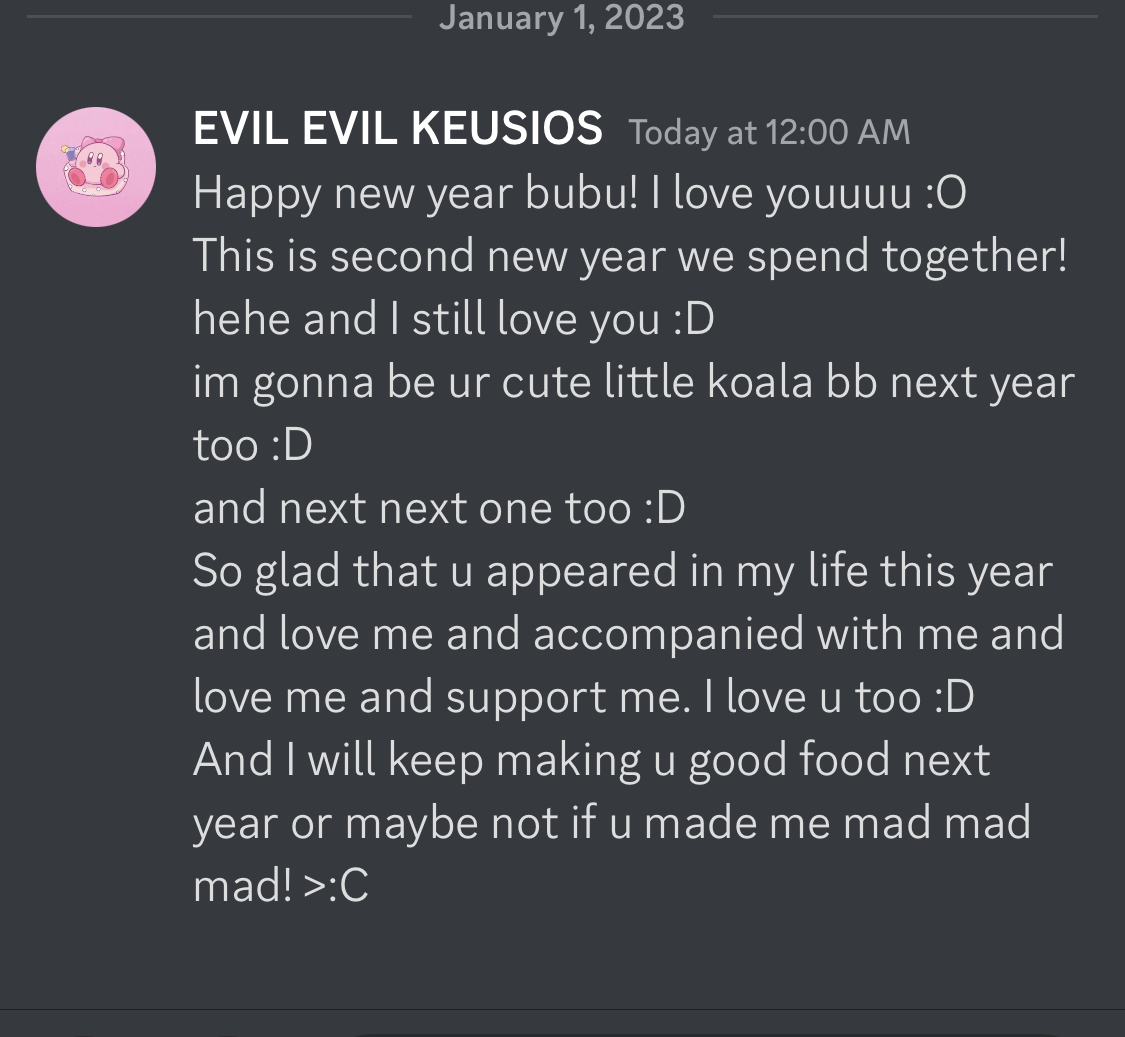 January 1, 2023
EVIL EVIL KEUSIOS Today at 12:00 AM
Happy new year bubu! I love youuuu :O
This is second new year we spend together!
hehe and I still love you :D
im gonna be ur cute little koala bb next year
too :D
and next next one too :D
So glad that u appeared in my life this year
and love me and accompanied with me and
love me and support me. I love u too :D
And I will keep making u good food next
year or maybe not if u made me mad mad
mad! >:C